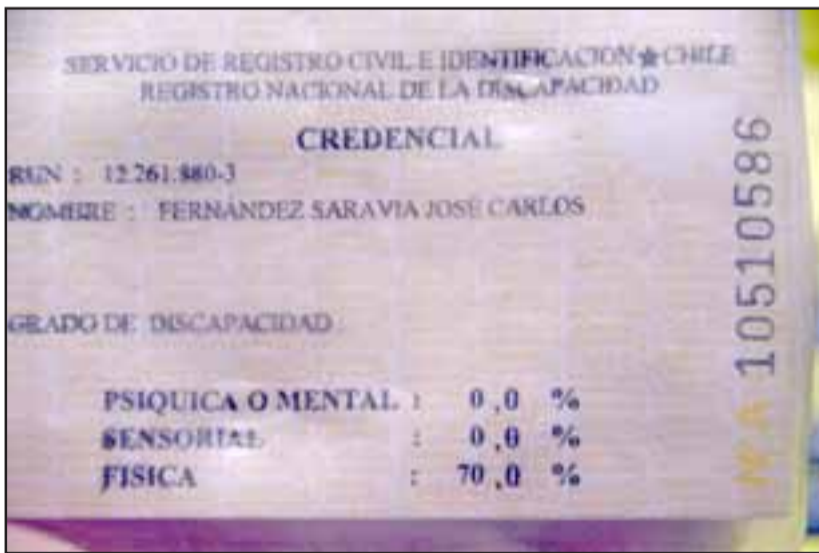 SERVICIO DE REGISTRO CIVIL E IDENTIFICACION ★ CHILE
REGISTRO NACIONAL DE LA DISCAPACIDAD
CREDENCIAL
RUN : 12.261.880-3
NOMBRE : FERNÁNDEZ SARAVIA JOSÉ CARLOS
GRADO DE DISCAPACIDAD :
PSIQUICA O MENTAL : 0,0 %
SENSORIAL : 0,0 %
FISICA : 70,0 %
10510586